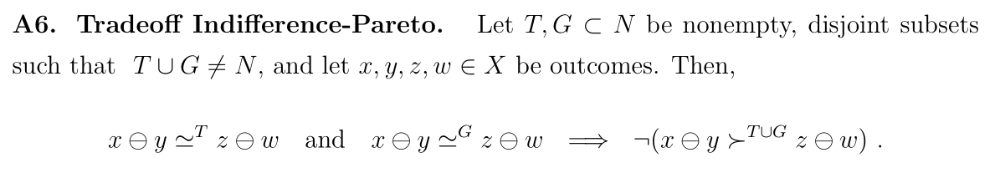 A6. Tradeoff Indifference-Pareto. Let T, G ⊂ N be nonempty, disjoint subsets
such that T ∪ G ≠ N, and let x, y, z, w ∈ X be outcomes. Then,
x ⊖ y ≃^T z ⊖ w and x ⊖ y ≃^G z ⊖ w ⟹ ¬(x ⊖ y ≻^{T∪G} z ⊖ w) .